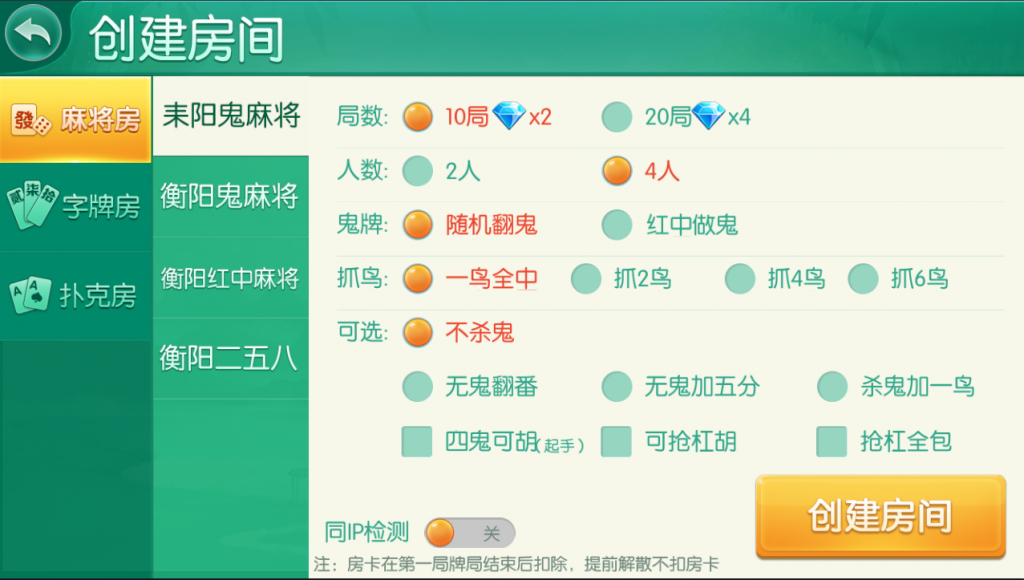 创建房间
發 麻将房
贰 柒 拾 字牌房
A A 扑克房
耒阳鬼麻将
衡阳鬼麻将
衡阳红中麻将
衡阳二五八
局数: 10局 x2 20局 x4
人数: 2人 4人
鬼牌: 随机翻鬼 红中做鬼
抓鸟: 一鸟全中 抓2鸟 抓4鸟 抓6鸟
可选: 不杀鬼
无鬼翻番 无鬼加五分 杀鬼加一鸟
四鬼可胡(起手) 可抢杠胡 抢杠全包
创建房间
同IP检测 关
注：房卡在第一局牌局结束后扣除，提前解散不扣房卡